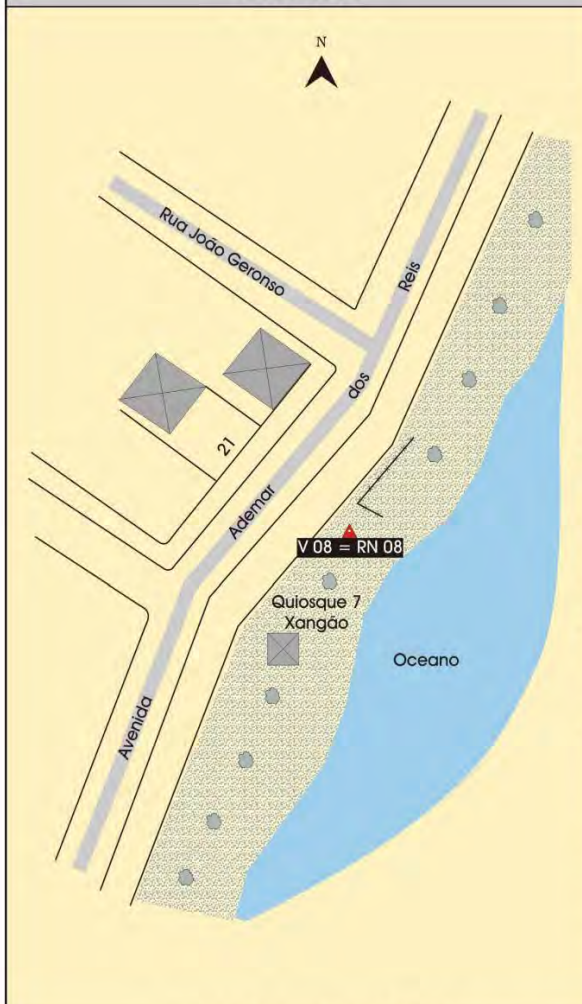 N
Rua João Geronso
Reis
dos
21
Ademar
V 08 = RN 08
Quiosque 7
Xangão
Oceano
Avenida